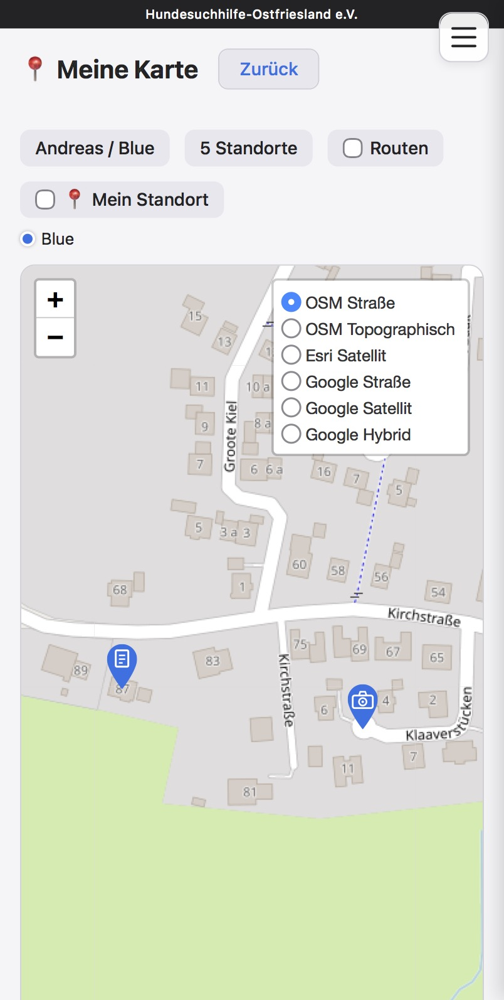 Hundesuchhilfe-Ostfriesland e.V.
Meine Karte
Zurück
Andreas / Blue
5 Standorte
Routen
Mein Standort
Blue
+
−
OSM Straße
OSM Topographisch
Esri Satellit
Google Straße
Google Satellit
Google Hybrid
15
13
11
10 a
9
8 a
Groote Kiel
7
6
6 a
16
7
5
5
3 a
3
60
58
56
68
1
54
Kirchstraße
75
69
67
65
83
89
87
Kirchstraße
6
4
2
Klaaverstücken
7
11
81